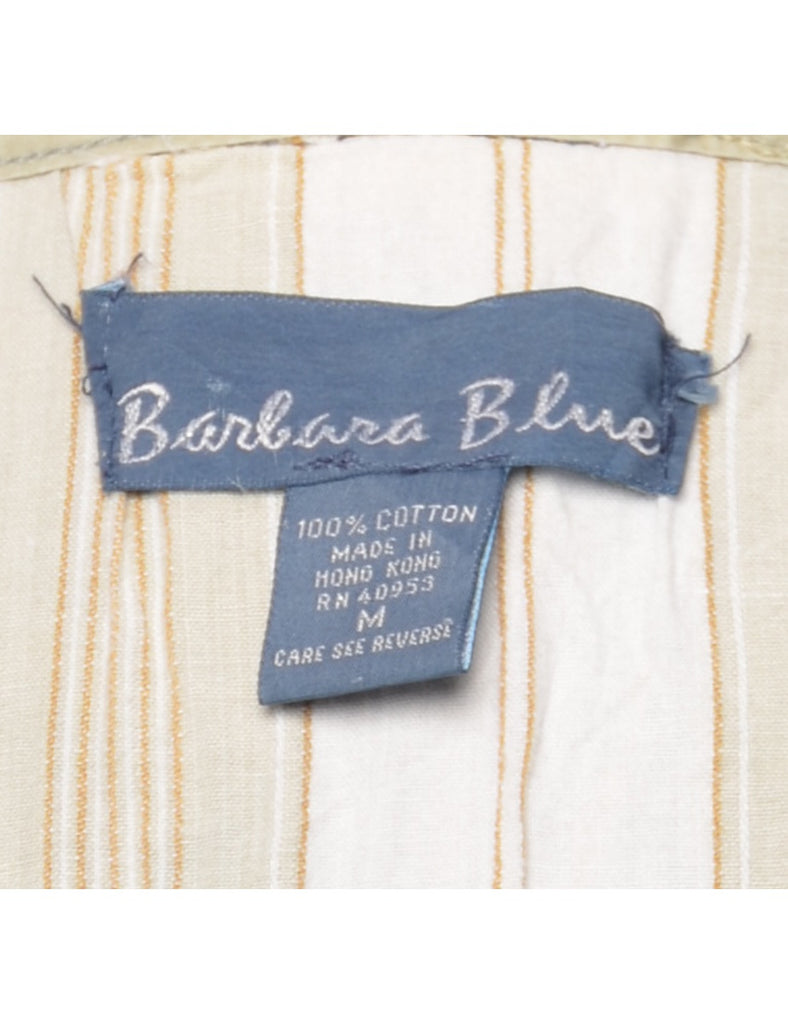 Barbara Blue
100% COTTON
MADE IN
HONG KONG
RN 40953
M
CARE SEE REVERSE